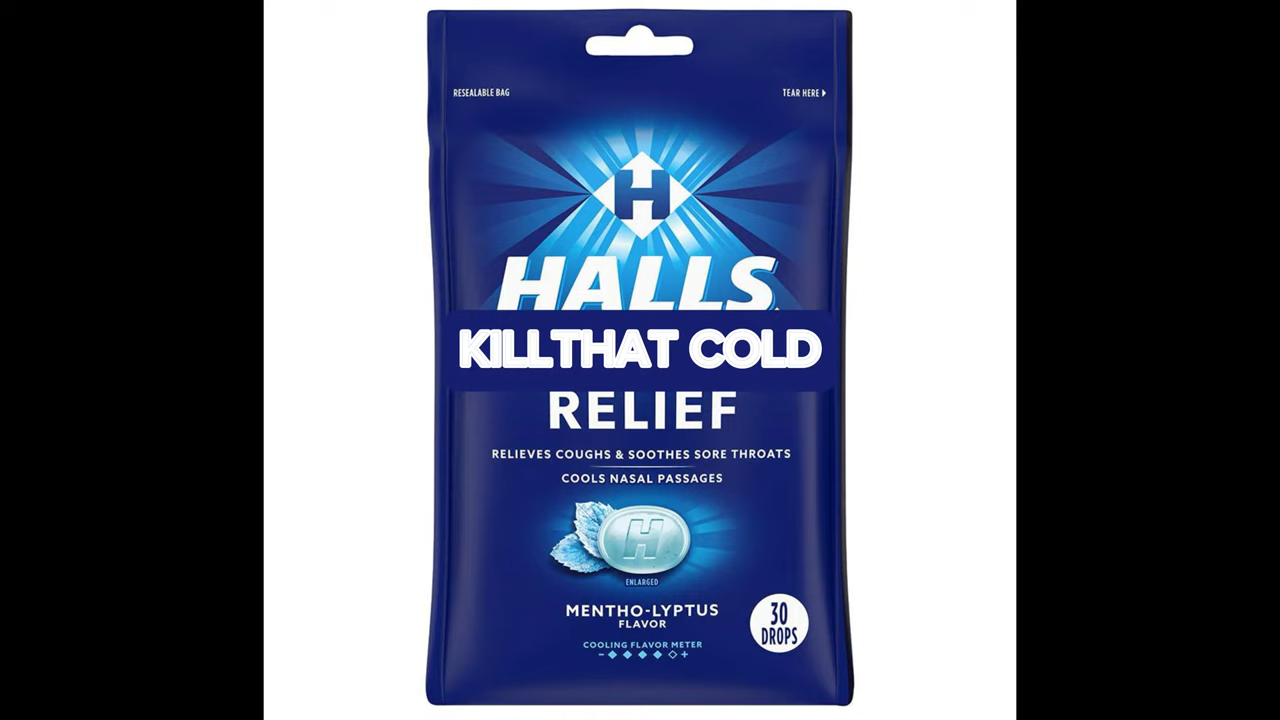 RESEALABLE BAG
TEAR HERE
H
HALLS
KILLTHAT COLD
RELIEF
RELIEVES COUGHS & SOOTHES SORE THROATS
COOLS NASAL PASSAGES
H
ENLARGED
MENTHO-LYPTUS
FLAVOR
30
DROPS
COOLING FLAVOR METER
- +